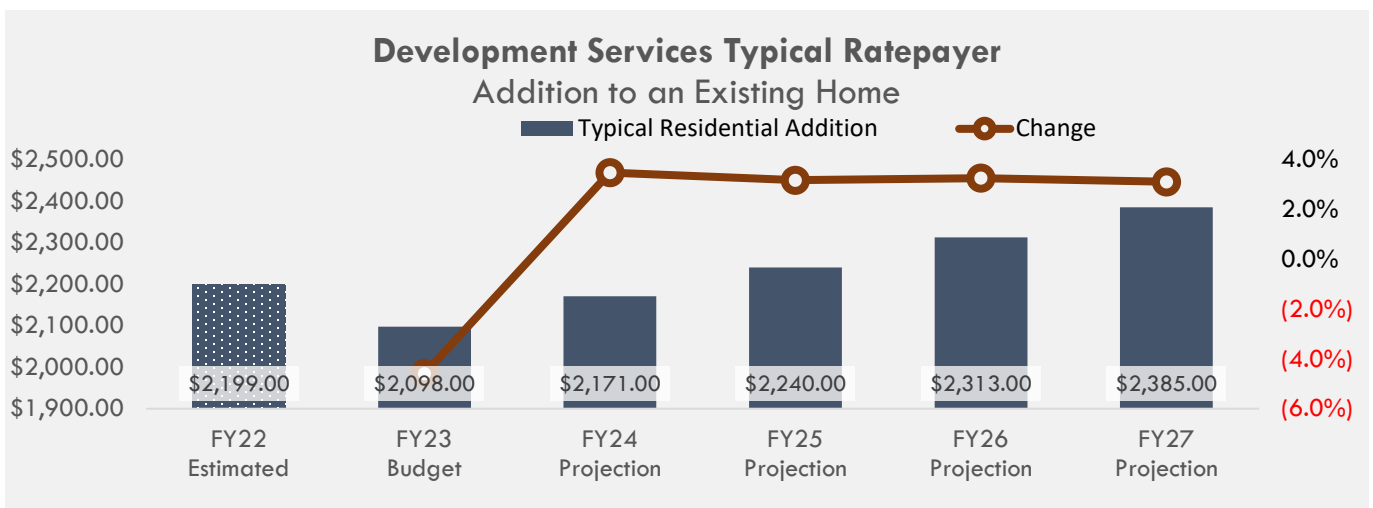 Development Services Typical Ratepayer
Addition to an Existing Home
Typical Residential Addition
Change
$2,500.00
$2,400.00
$2,300.00
$2,200.00
$2,100.00
$2,000.00
$1,900.00
4.0%
2.0%
0.0%
(2.0%)
(4.0%)
(6.0%)
$2,199.00
$2,098.00
$2,171.00
$2,240.00
$2,313.00
$2,385.00
FY22
Estimated
FY23
Budget
FY24
Projection
FY25
Projection
FY26
Projection
FY27
Projection